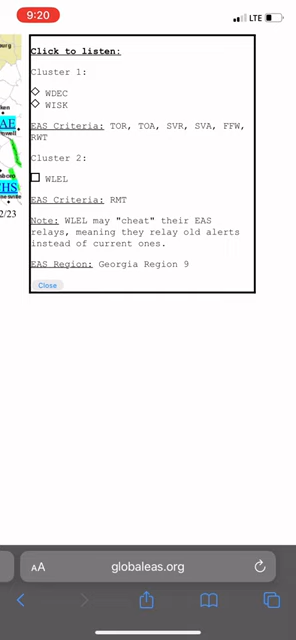 9:20
LTE
Click to listen:
Cluster 1:
WDEC
WISK
EAS Criteria: TOR, TOA, SVR, SVA, FFW,
RWT
Cluster 2:
WLEL
EAS Criteria: RMT
Note: WLEL may "cheat" their EAS
relays, meaning they relay old alerts
instead of current ones.
EAS Region: Georgia Region 9
Close
2/23
AA
globaleas.org